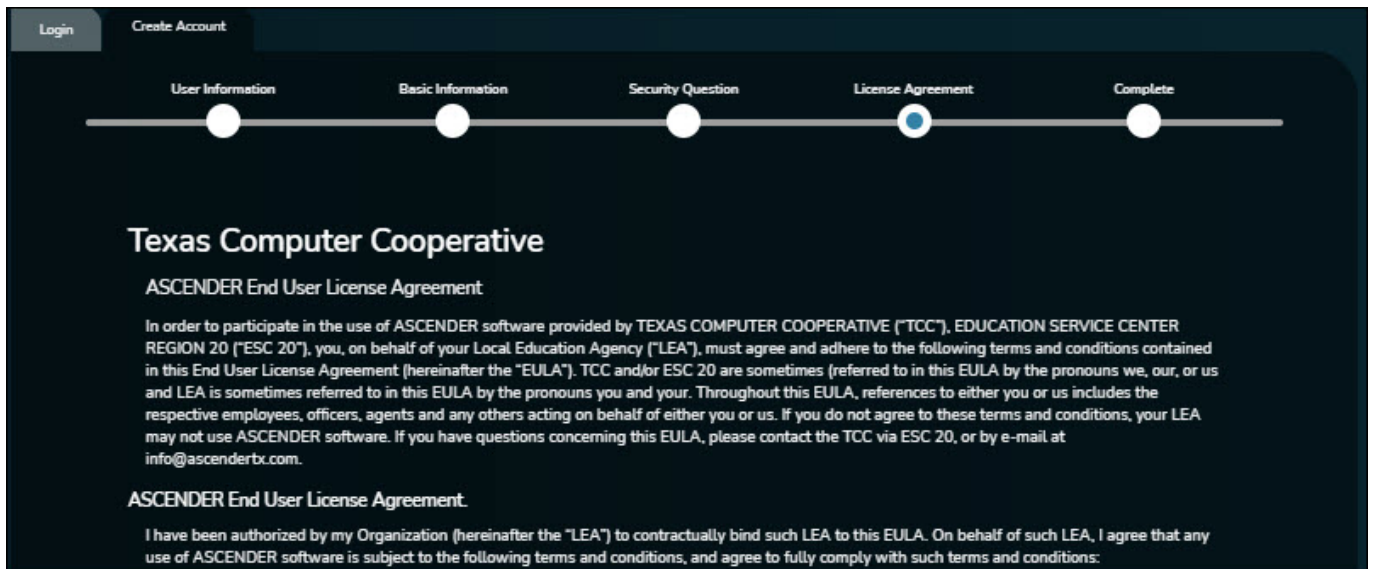 Login
Create Account
User Information
Basic Information
Security Question
License Agreement
Complete
Texas Computer Cooperative
ASCENDER End User License Agreement
In order to participate in the use of ASCENDER software provided by TEXAS COMPUTER COOPERATIVE ("TCC"), EDUCATION SERVICE CENTER
REGION 20 ("ESC 20"), you, on behalf of your Local Education Agency ("LEA"), must agree and adhere to the following terms and conditions contained
in this End User License Agreement (hereinafter the "EULA"). TCC and/or ESC 20 are sometimes (referred to in this EULA by the pronouns we, our, or us
and LEA is sometimes referred to in this EULA by the pronouns you and your. Throughout this EULA, references to either you or us includes the
respective employees, officers, agents and any others acting on behalf of either you or us. If you do not agree to these terms and conditions, your LEA
may not use ASCENDER software. If you have questions concerning this EULA, please contact the TCC via ESC 20, or by e-mail at
info@ascendertx.com.
ASCENDER End User License Agreement.
I have been authorized by my Organization (hereinafter the "LEA") to contractually bind such LEA to this EULA. On behalf of such LEA, I agree that any
use of ASCENDER software is subject to the following terms and conditions, and agree to fully comply with such terms and conditions: